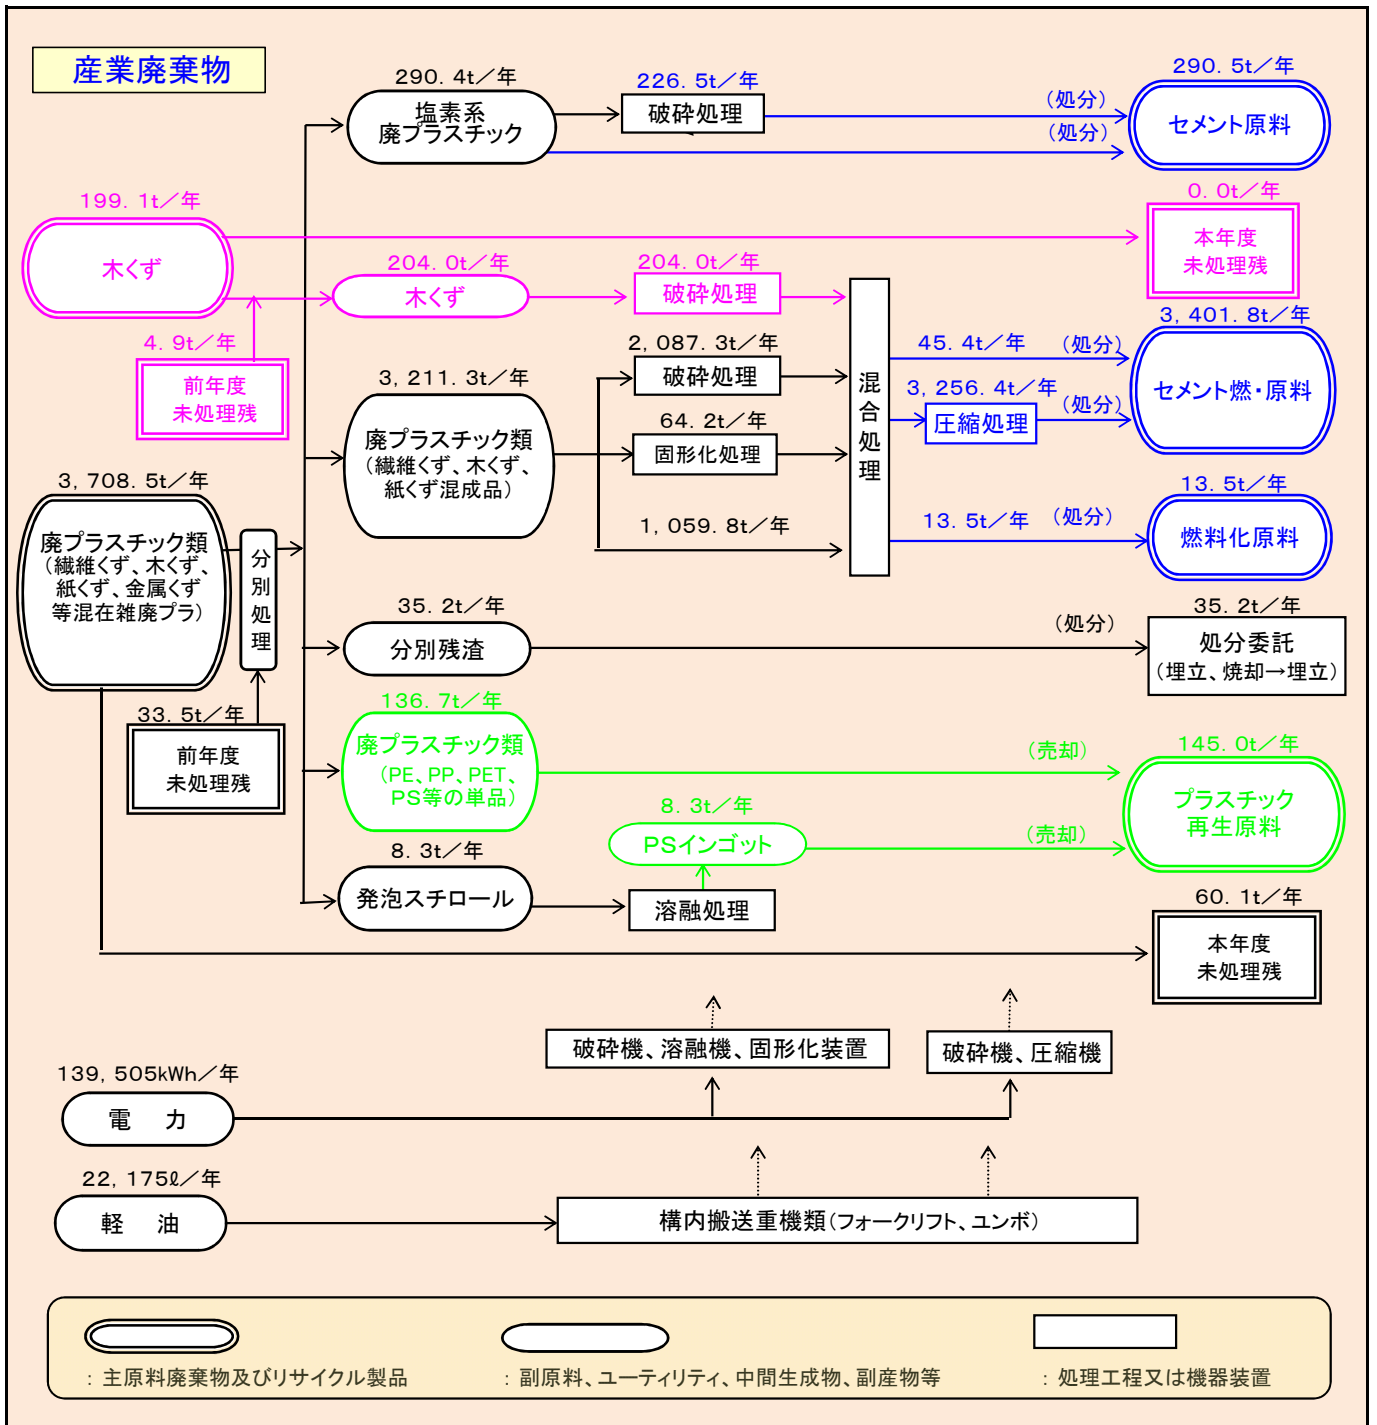 産業廃棄物
290. 4t／年
塩素系
廃プラスチック
226. 5t／年
破砕処理
(処分)
(処分)
290. 5t／年
セメント原料
199. 1t／年
木くず
0. 0t／年
本年度
未処理残
204. 0t／年
木くず
204. 0t／年
破砕処理
4. 9t／年
前年度
未処理残
3, 211. 3t／年
廃プラスチック類
(繊維くず、木くず、
紙くず混成品)
2, 087. 3t／年
破砕処理
64. 2t／年
固形化処理
1, 059. 8t／年
混合処理
45. 4t／年
(処分)
3, 256. 4t／年
圧縮処理
(処分)
3, 401. 8t／年
セメント燃・原料
13. 5t／年
(処分)
13. 5t／年
燃料化原料
3, 708. 5t／年
廃プラスチック類
(繊維くず、木くず、
紙くず、金属くず
等混在雑廃プラ)
分別処理
33. 5t／年
前年度
未処理残
35. 2t／年
分別残渣
(処分)
35. 2t／年
処分委託
(埋立、焼却→埋立)
136. 7t／年
廃プラスチック類
(PE、PP、PET、
PS等の単品)
(売却)
145. 0t／年
プラスチック
再生原料
8. 3t／年
発泡スチロール
溶融処理
8. 3t／年
PSインゴット
(売却)
60. 1t／年
本年度
未処理残
破砕機、溶融機、固形化装置
破砕機、圧縮機
139, 505kWh／年
電 力
22, 175ℓ／年
軽 油
構内搬送重機類(フォークリフト、ユンボ)
: 主原料廃棄物及びリサイクル製品
: 副原料、ユーティリティ、中間生成物、副産物等
: 処理工程又は機器装置